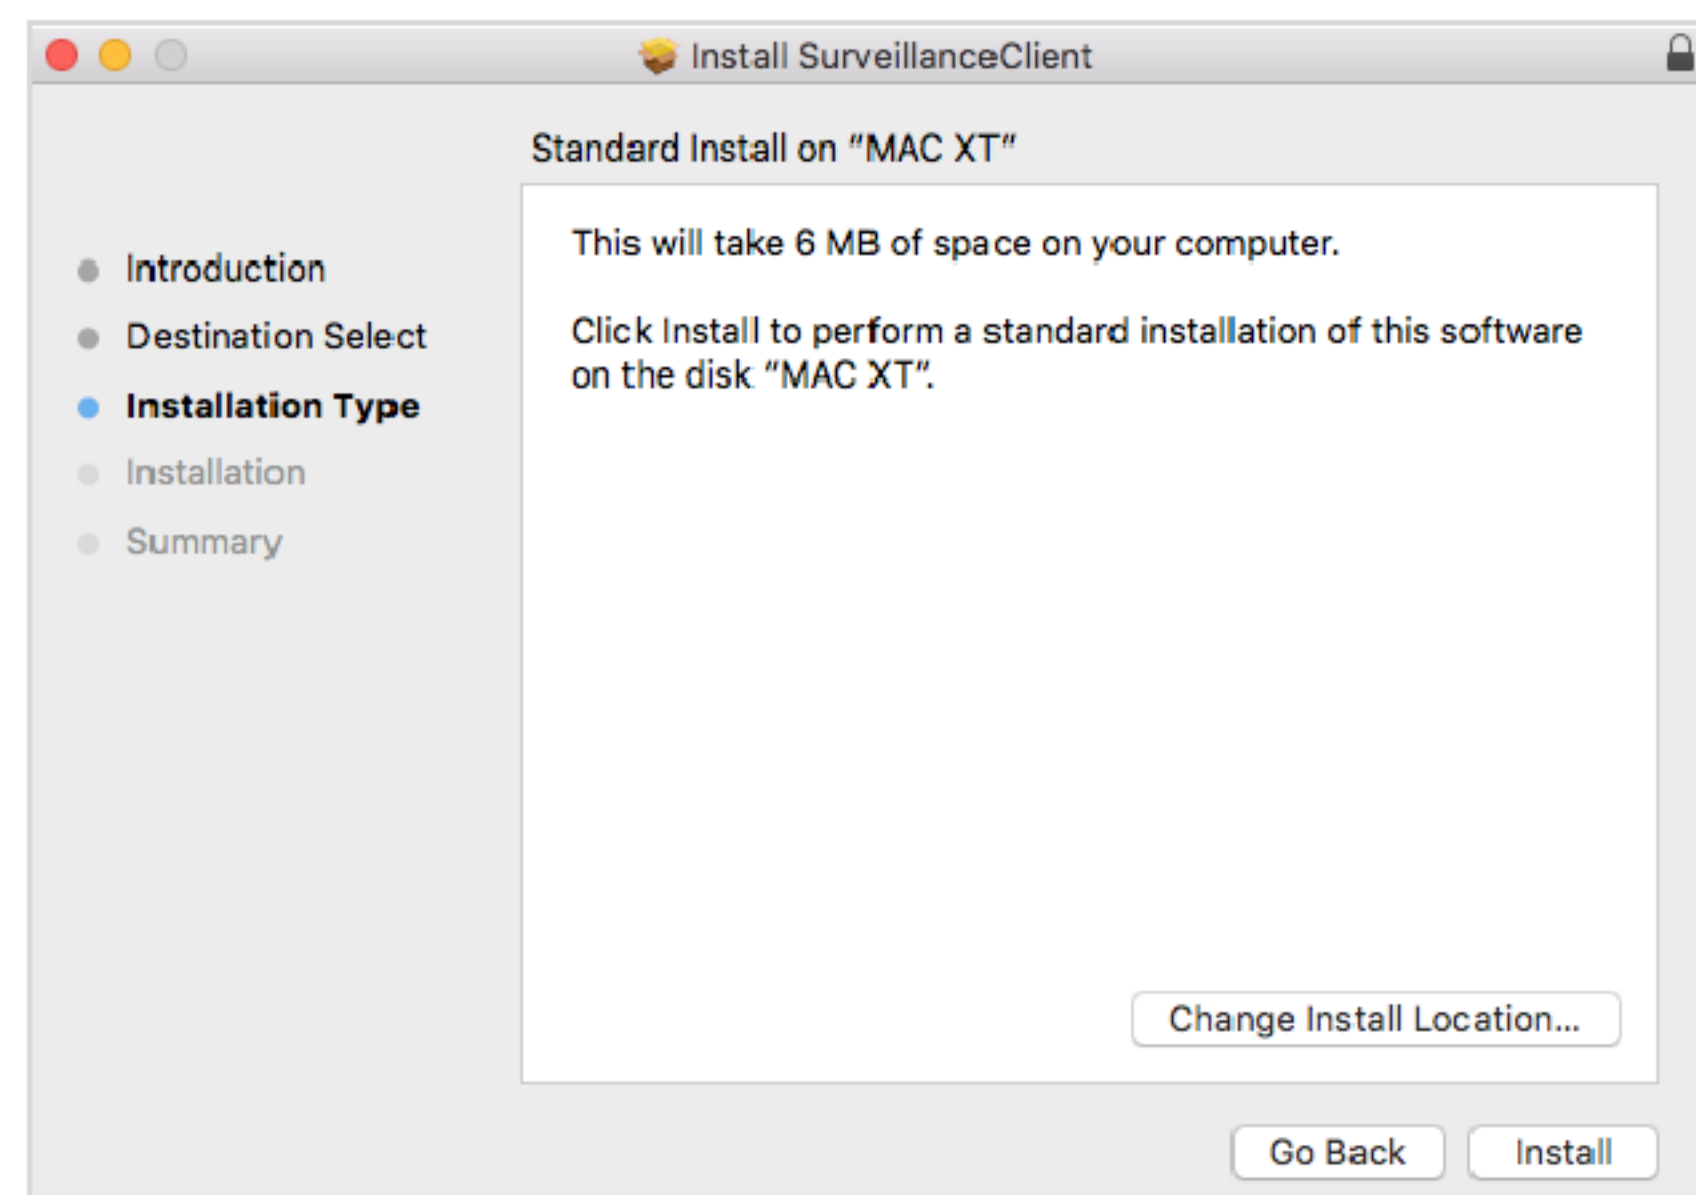 Install SurveillanceClient
Standard Install on “MAC XT”
Introduction
Destination Select
Installation Type
Installation
Summary
This will take 6 MB of space on your computer.
Click Install to perform a standard installation of this software
on the disk “MAC XT”.
Change Install Location...
Go Back
Install